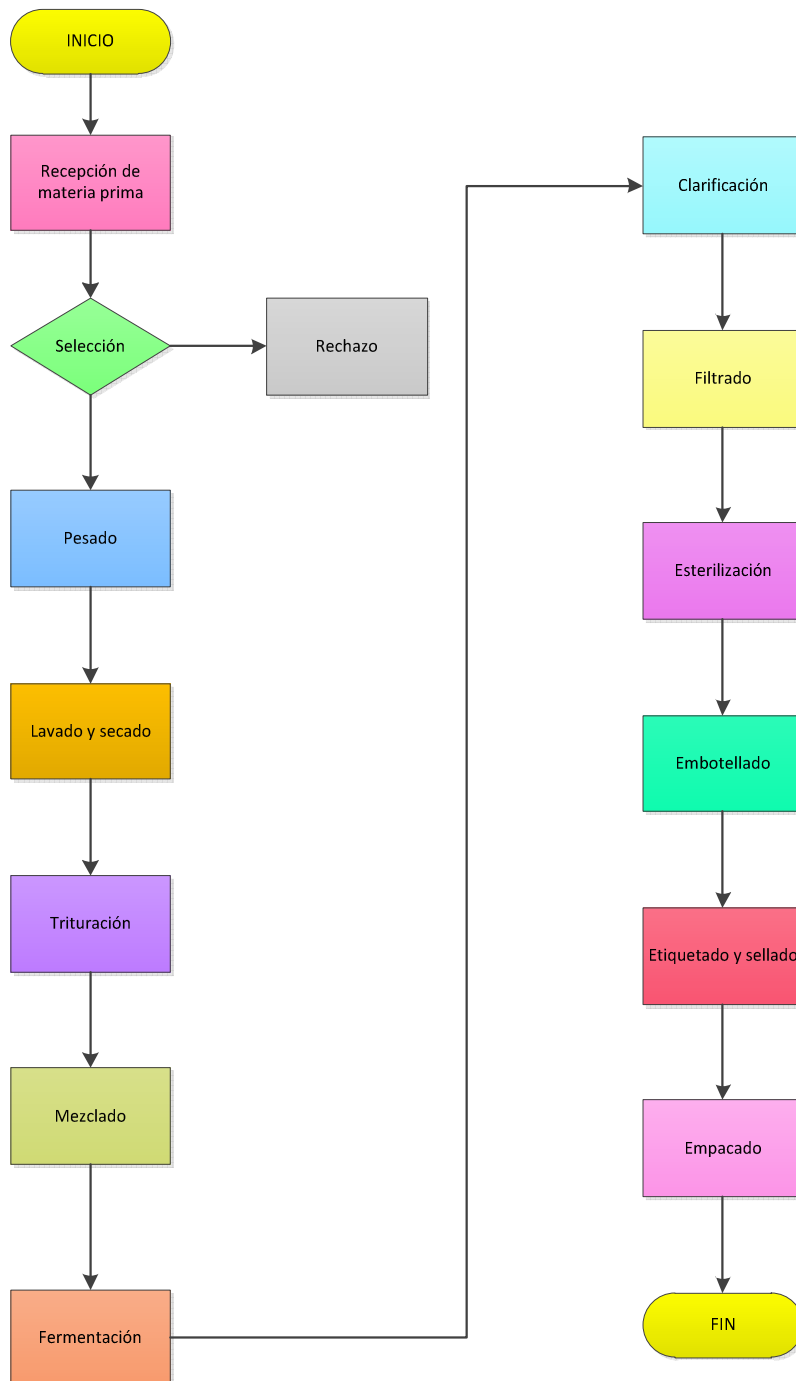 INICIO
Recepción de
materia prima
Selección
Rechazo
Pesado
Lavado y secado
Trituración
Mezclado
Fermentación
Clarificación
Filtrado
Esterilización
Embotellado
Etiquetado y sellado
Empacado
FIN